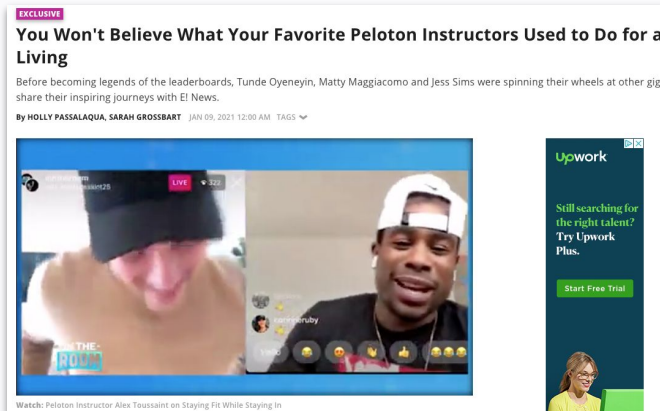 EXCLUSIVE
You Won't Believe What Your Favorite Peloton Instructors Used to Do for a
Living
Before becoming legends of the leaderboards, Tunde Oyeneyin, Matty Maggiacomo and Jess Sims were spinning their wheels at other gig
share their inspiring journeys with E! News.
By HOLLY PASSALAQUA, SARAH GROSSBART JAN 09, 2021 12:00 AM TAGS
LIVE 322
THE
ROOM
Hello
Upwork
Still searching for
the right talent?
Try Upwork
Plus.
Start Free Trial
Watch: Peloton Instructor Alex Toussaint on Staying Fit While Staying In